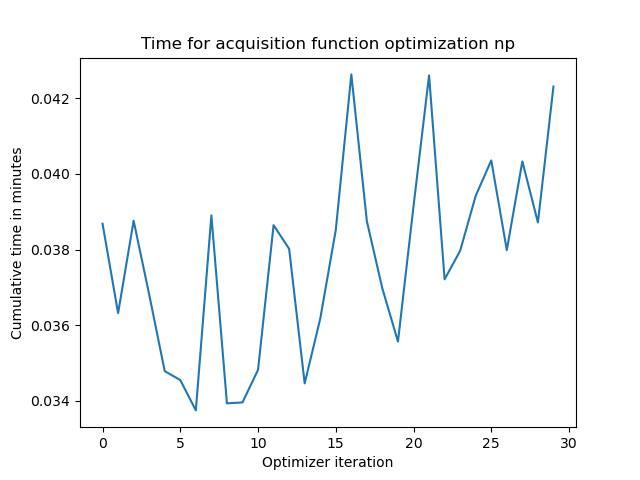 Time for acquisition function optimization np
Cumulative time in minutes
0.042
0.040
0.038
0.036
0.034
0 5 10 15 20 25 30
Optimizer iteration